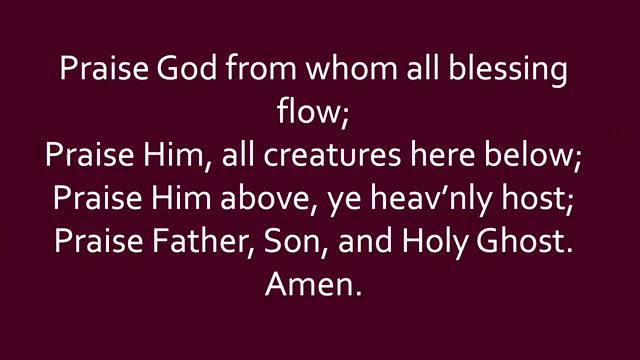 Praise God from whom all blessing
flow;
Praise Him, all creatures here below;
Praise Him above, ye heav’nly host;
Praise Father, Son, and Holy Ghost.
Amen.